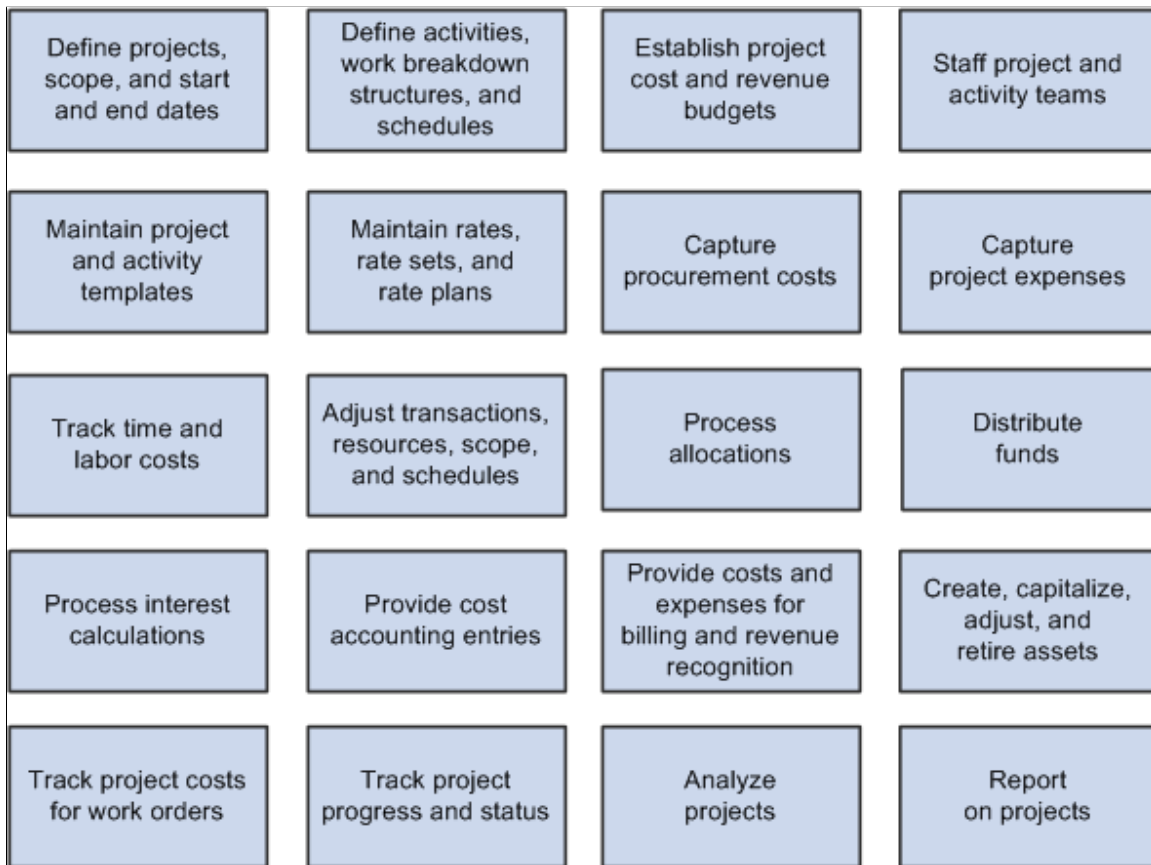 Define projects,
scope, and start
and end dates
Define activities,
work breakdown
structures, and
schedules
Establish project
cost and revenue
budgets
Staff project and
activity teams
Maintain project
and activity
templates
Maintain rates,
rate sets, and
rate plans
Capture
procurement costs
Capture
project expenses
Track time and
labor costs
Adjust transactions,
resources, scope,
and schedules
Process
allocations
Distribute
funds
Process interest
calculations
Provide cost
accounting entries
Provide costs and
expenses for
billing and revenue
recognition
Create, capitalize,
adjust, and
retire assets
Track project costs
for work orders
Track project
progress and status
Analyze
projects
Report
on projects